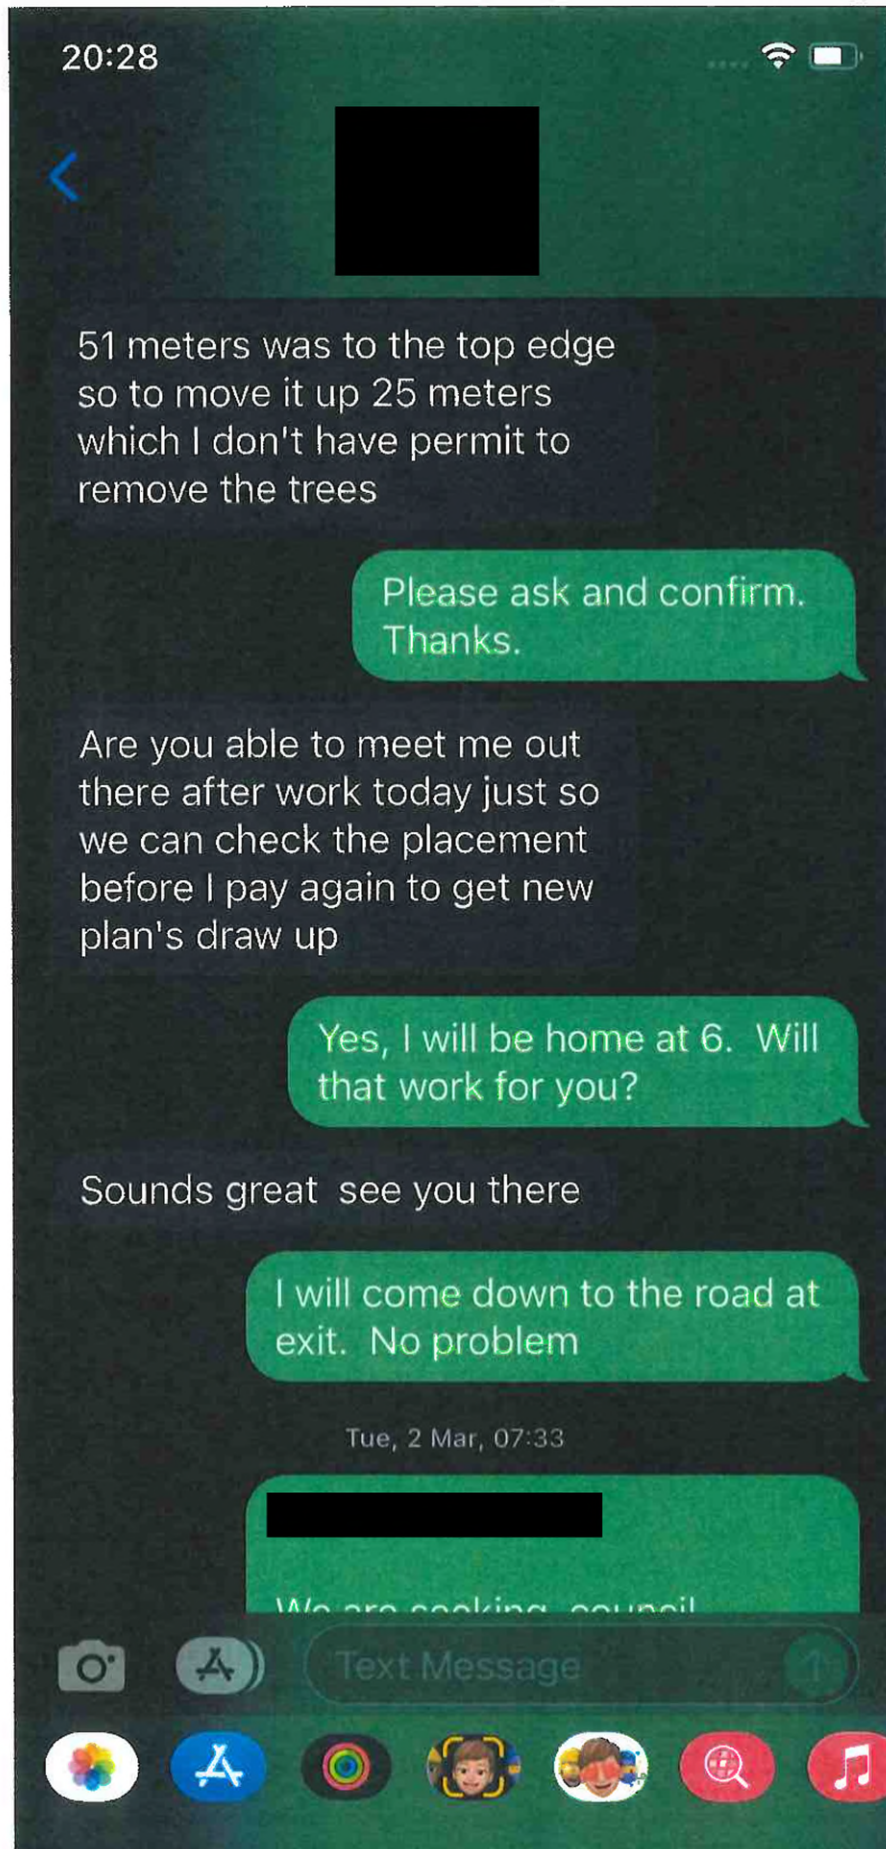 20:28
51 meters was to the top edge
so to move it up 25 meters
which I don't have permit to
remove the trees
Please ask and confirm.
Thanks.
Are you able to meet me out
there after work today just so
we can check the placement
before I pay again to get new
plan's draw up
Yes, I will be home at 6.  Will
that work for you?
Sounds great  see you there
I will come down to the road at
exit.  No problem
Tue, 2 Mar, 07:33
We are council
Text Message